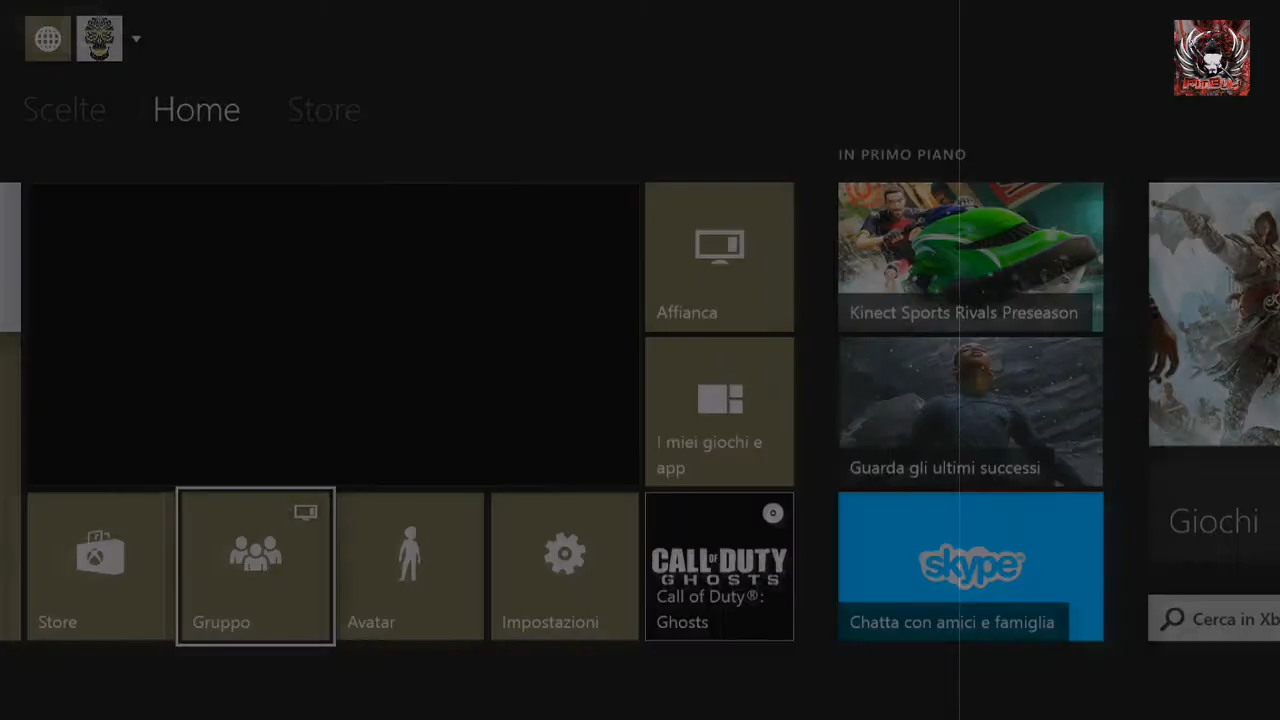 Scelte Home Store
IN PRIMO PIANO
Affianca
Kinect Sports Rivals Preseason
I miei giochi e
app
Guarda gli ultimi successi
Store
Gruppo
Avatar
Impostazioni
CALL OF DUTY
GHOSTS
Call of Duty®:
Ghosts
skype
Chatta con amici e famiglia
Giochi
Cerca in Xb